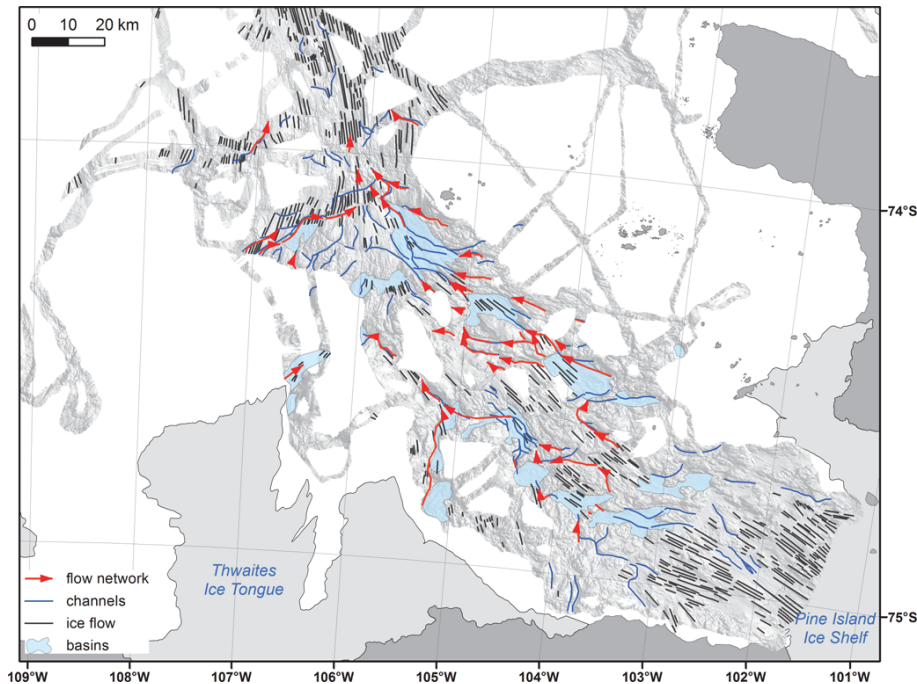 0 10 20 km
74°S
flow network
channels
ice flow
basins
Thwaites
Ice Tongue
Pine Island
Ice Shelf
75°S
109°W 108°W 107°W 106°W 105°W 104°W 103°W 102°W 101°W